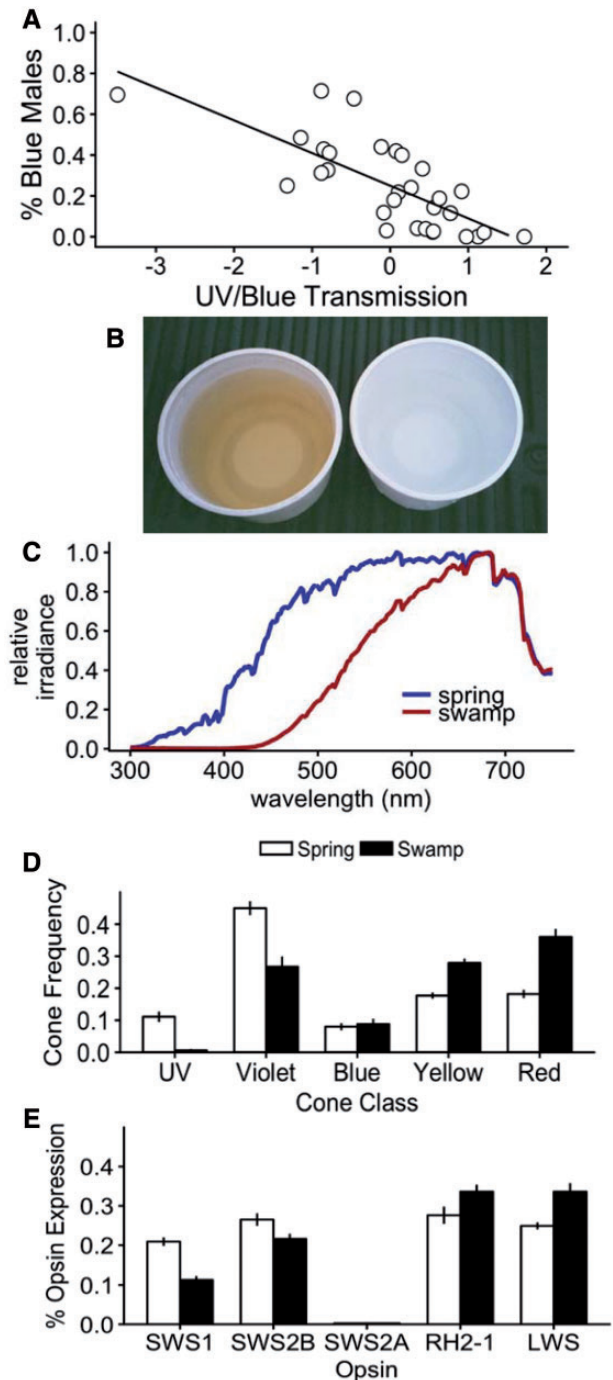 A
% Blue Males
1.0
0.8
0.6
0.4
0.2
0.0
-3 -2 -1 0 1 2
UV/Blue Transmission
B
C
relative
irradiance
1.0
0.8
0.6
0.4
0.2
0.0
spring
swamp
300 400 500 600 700
wavelength (nm)
Spring Swamp
D
Cone Frequency
0.4
0.3
0.2
0.1
0.0
UV Violet Blue Yellow Red
Cone Class
E
% Opsin Expression
0.4
0.3
0.2
0.1
0.0
SWS1 SWS2B SWS2A RH2-1 LWS
Opsin